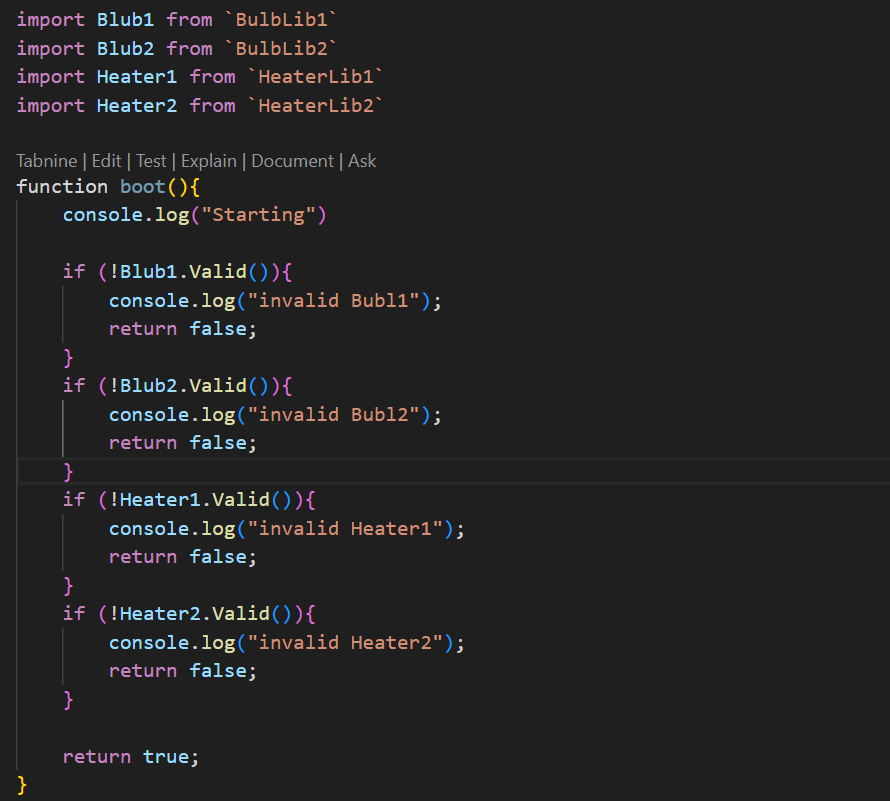 import Blub1 from `BulbLib1`
import Blub2 from `BulbLib2`
import Heater1 from `HeaterLib1`
import Heater2 from `HeaterLib2`
Tabnine | Edit | Test | Explain | Document | Ask
function boot(){
    console.log("Starting")
    if (!Blub1.Valid()){
        console.log("invalid Bubl1");
        return false;
    }
    if (!Blub2.Valid()){
        console.log("invalid Bubl2");
        return false;
    }
    if (!Heater1.Valid()){
        console.log("invalid Heater1");
        return false;
    }
    if (!Heater2.Valid()){
        console.log("invalid Heater2");
        return false;
    }
    return true;
}